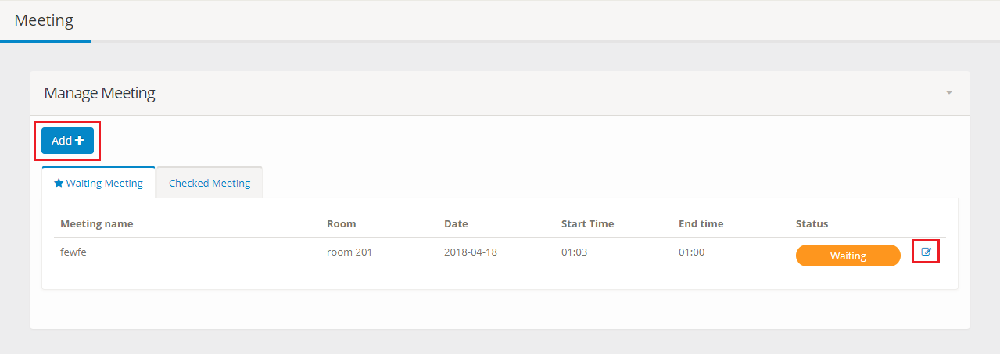 Meeting
Manage Meeting
Add
Waiting Meeting Checked Meeting
Meeting name Room Date Start Time End time Status
fewfe room 201 2018-04-18 01:03 01:00 Waiting